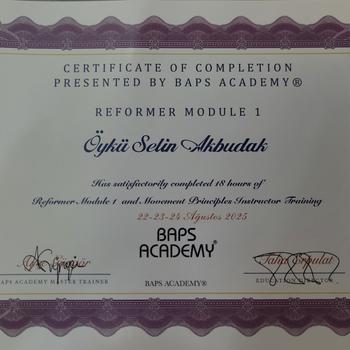 CERTIFICATE OF COMPLETION
PRESENTED BY BAPS ACADEMY®
REFORMER MODULE 1
Öykü Selin Akbudak
Has satisfactorily completed 18 hours of
Reformer Module 1 and Movement Principles Instructor Training
22-23-24 Ağustos 2025
BAPS
ACADEMY®
BAPS ACADEMY MASTER TRAINER
BAPS ACADEMY®
EDUCATION DIRECTOR